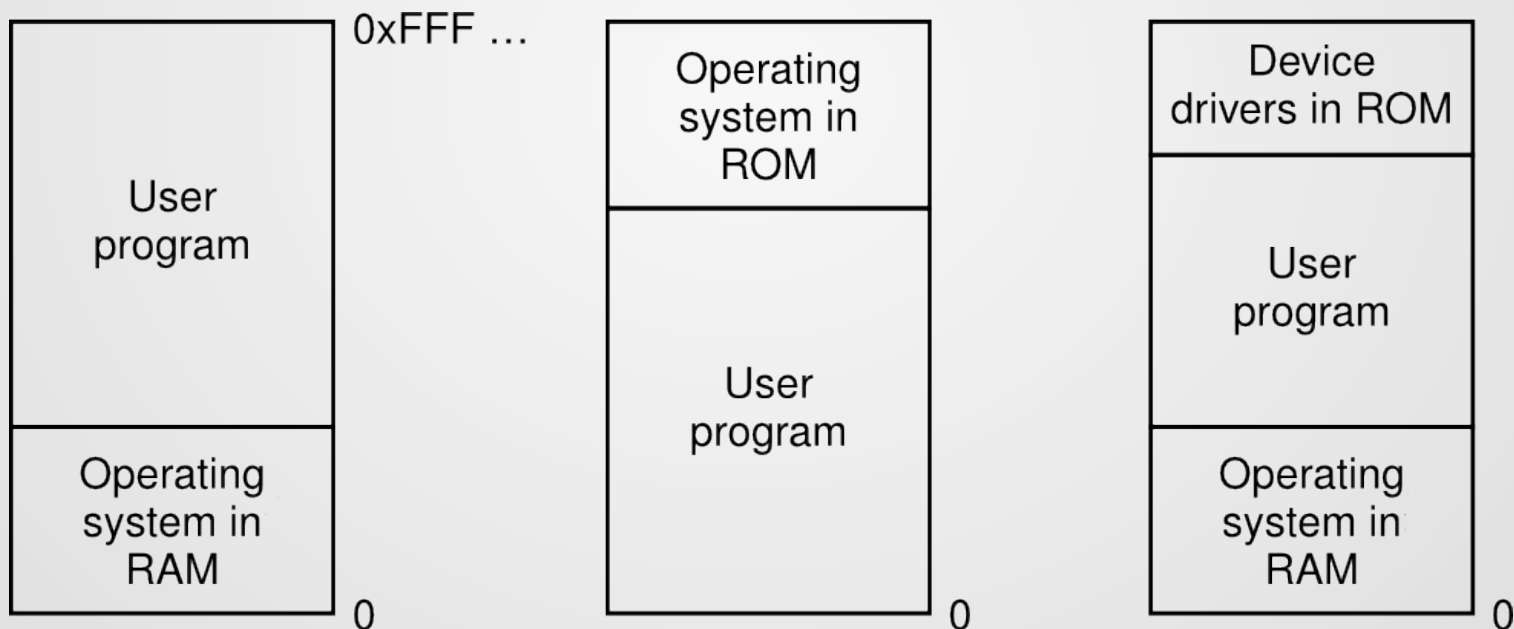 0xFFF ...
User
program
Operating
system in
RAM
0
Operating
system in
ROM
User
program
0
Device
drivers in ROM
User
program
Operating
system in
RAM
0